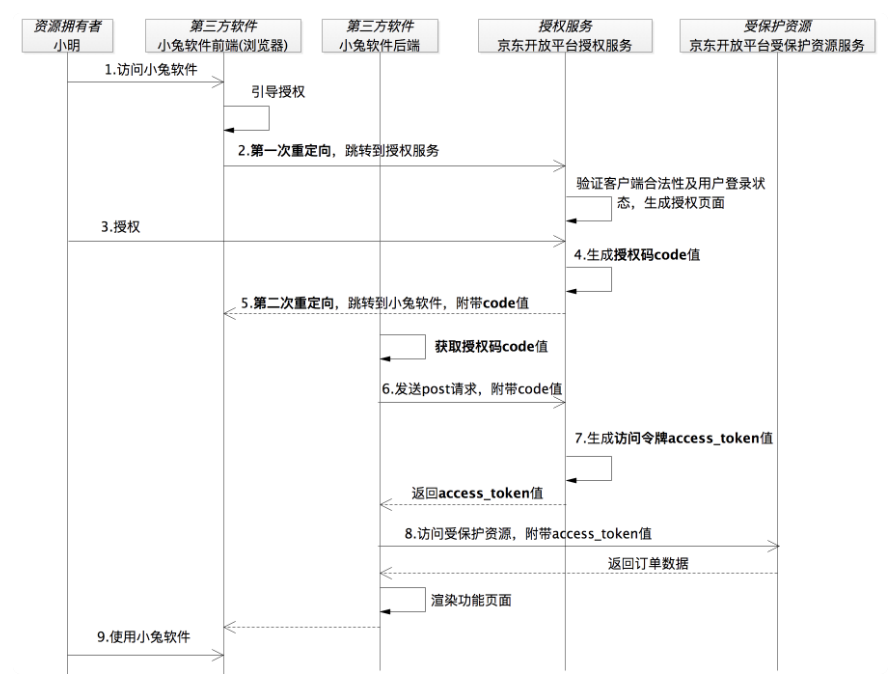 资源拥有者
小明
第三方软件
小兔软件前端(浏览器)
第三方软件
小兔软件后端
授权服务
京东开放平台授权服务
受保护资源
京东开放平台受保护资源服务
1.访问小兔软件
引导授权
2.第一次重定向，跳转到授权服务
验证客户端合法性及用户登录状
态，生成授权页面
3.授权
4.生成授权码code值
5.第二次重定向，跳转到小兔软件，附带code值
获取授权码code值
6.发送post请求，附带code值
7.生成访问令牌access_token值
返回access_token值
8.访问受保护资源，附带access_token值
返回订单数据
渲染功能页面
9.使用小兔软件